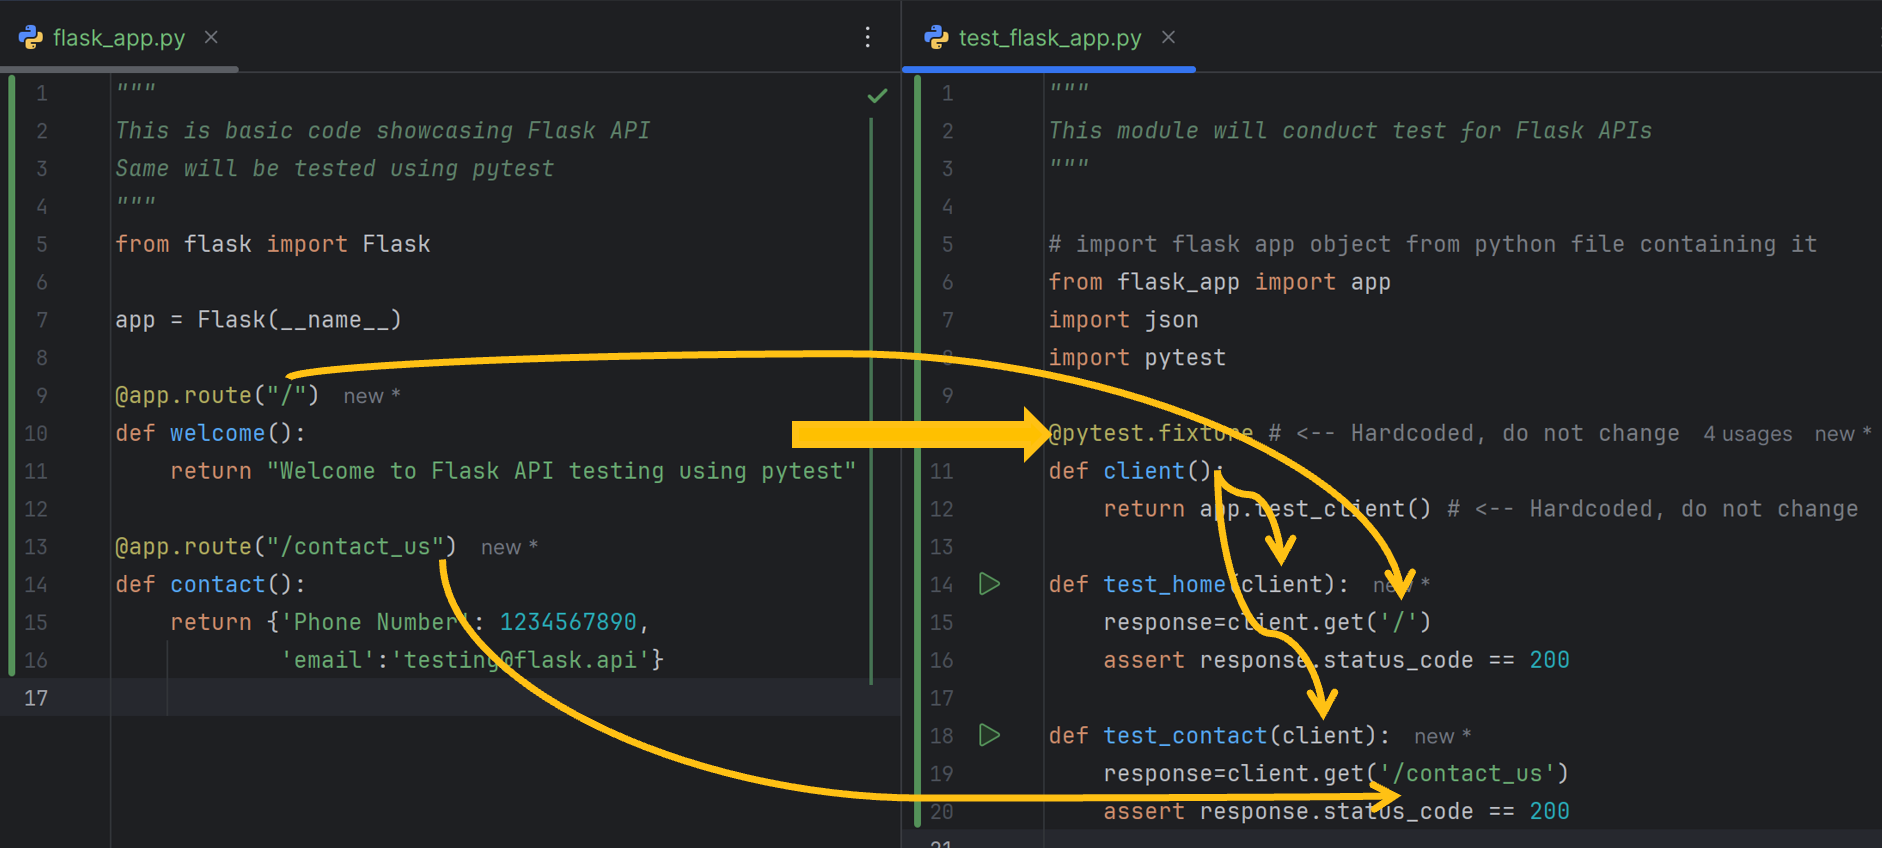 flask_app.py
1 """
2 This is basic code showcasing Flask API
3 Same will be tested using pytest
4 """
5 from flask import Flask
6
7 app = Flask(__name__)
8
9 @app.route("/") new *
10 def welcome():
11 return "Welcome to Flask API testing using pytest"
12
13 @app.route("/contact_us") new *
14 def contact():
15 return {'Phone Number': 1234567890,
16 'email':'testing@flask.api'}
17
test_flask_app.py
1 """
2 This module will conduct test for Flask APIs
3 """
4
5 # import flask app object from python file containing it
6 from flask_app import app
7 import json
8 import pytest
9
@pytest.fixture # <-- Hardcoded, do not change 4 usages new *
11 def client():
12 return app.test_client() # <-- Hardcoded, do not change
13
14 def test_home(client): new *
15 response=client.get('/')
16 assert response.status_code == 200
17
18 def test_contact(client): new *
19 response=client.get('/contact_us')
20 assert response.status_code == 200
21